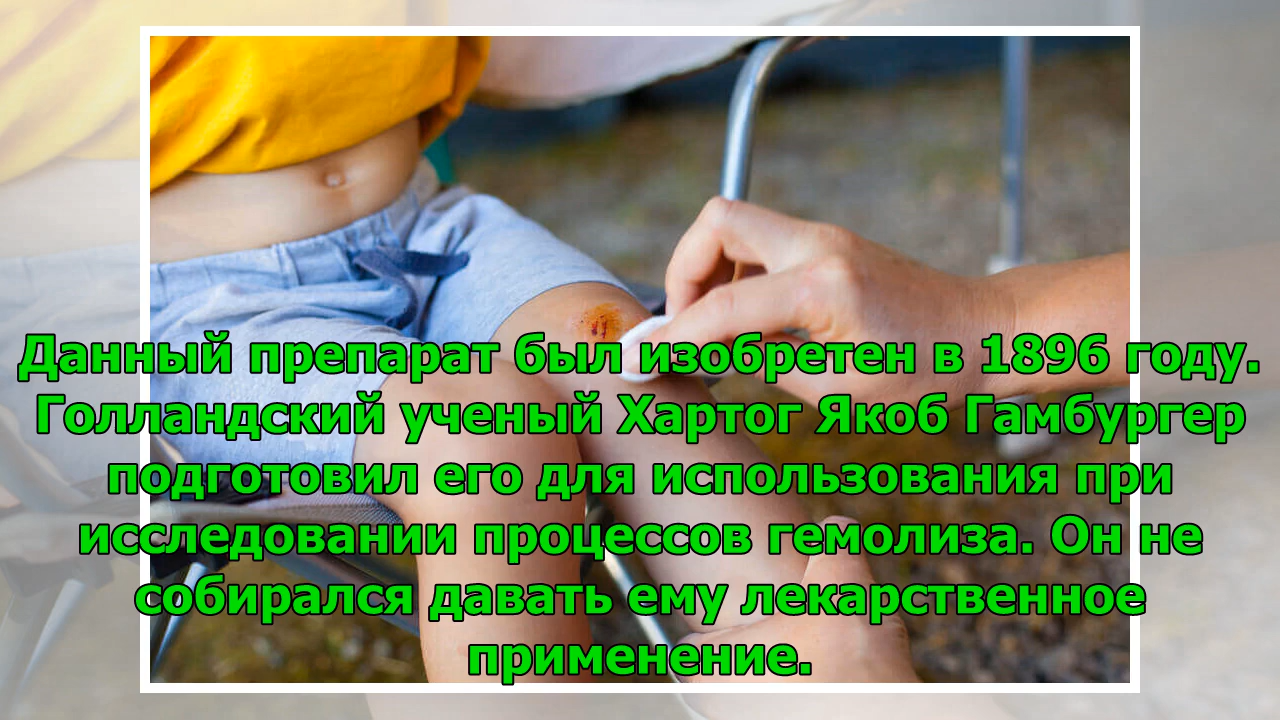 Данный препарат был изобретен в 1896 году.
Голландский ученый Хартог Якоб Гамбургер
подготовил его для использования при
исследовании процессов гемолиза. Он не
собирался давать ему лекарственное
применение.